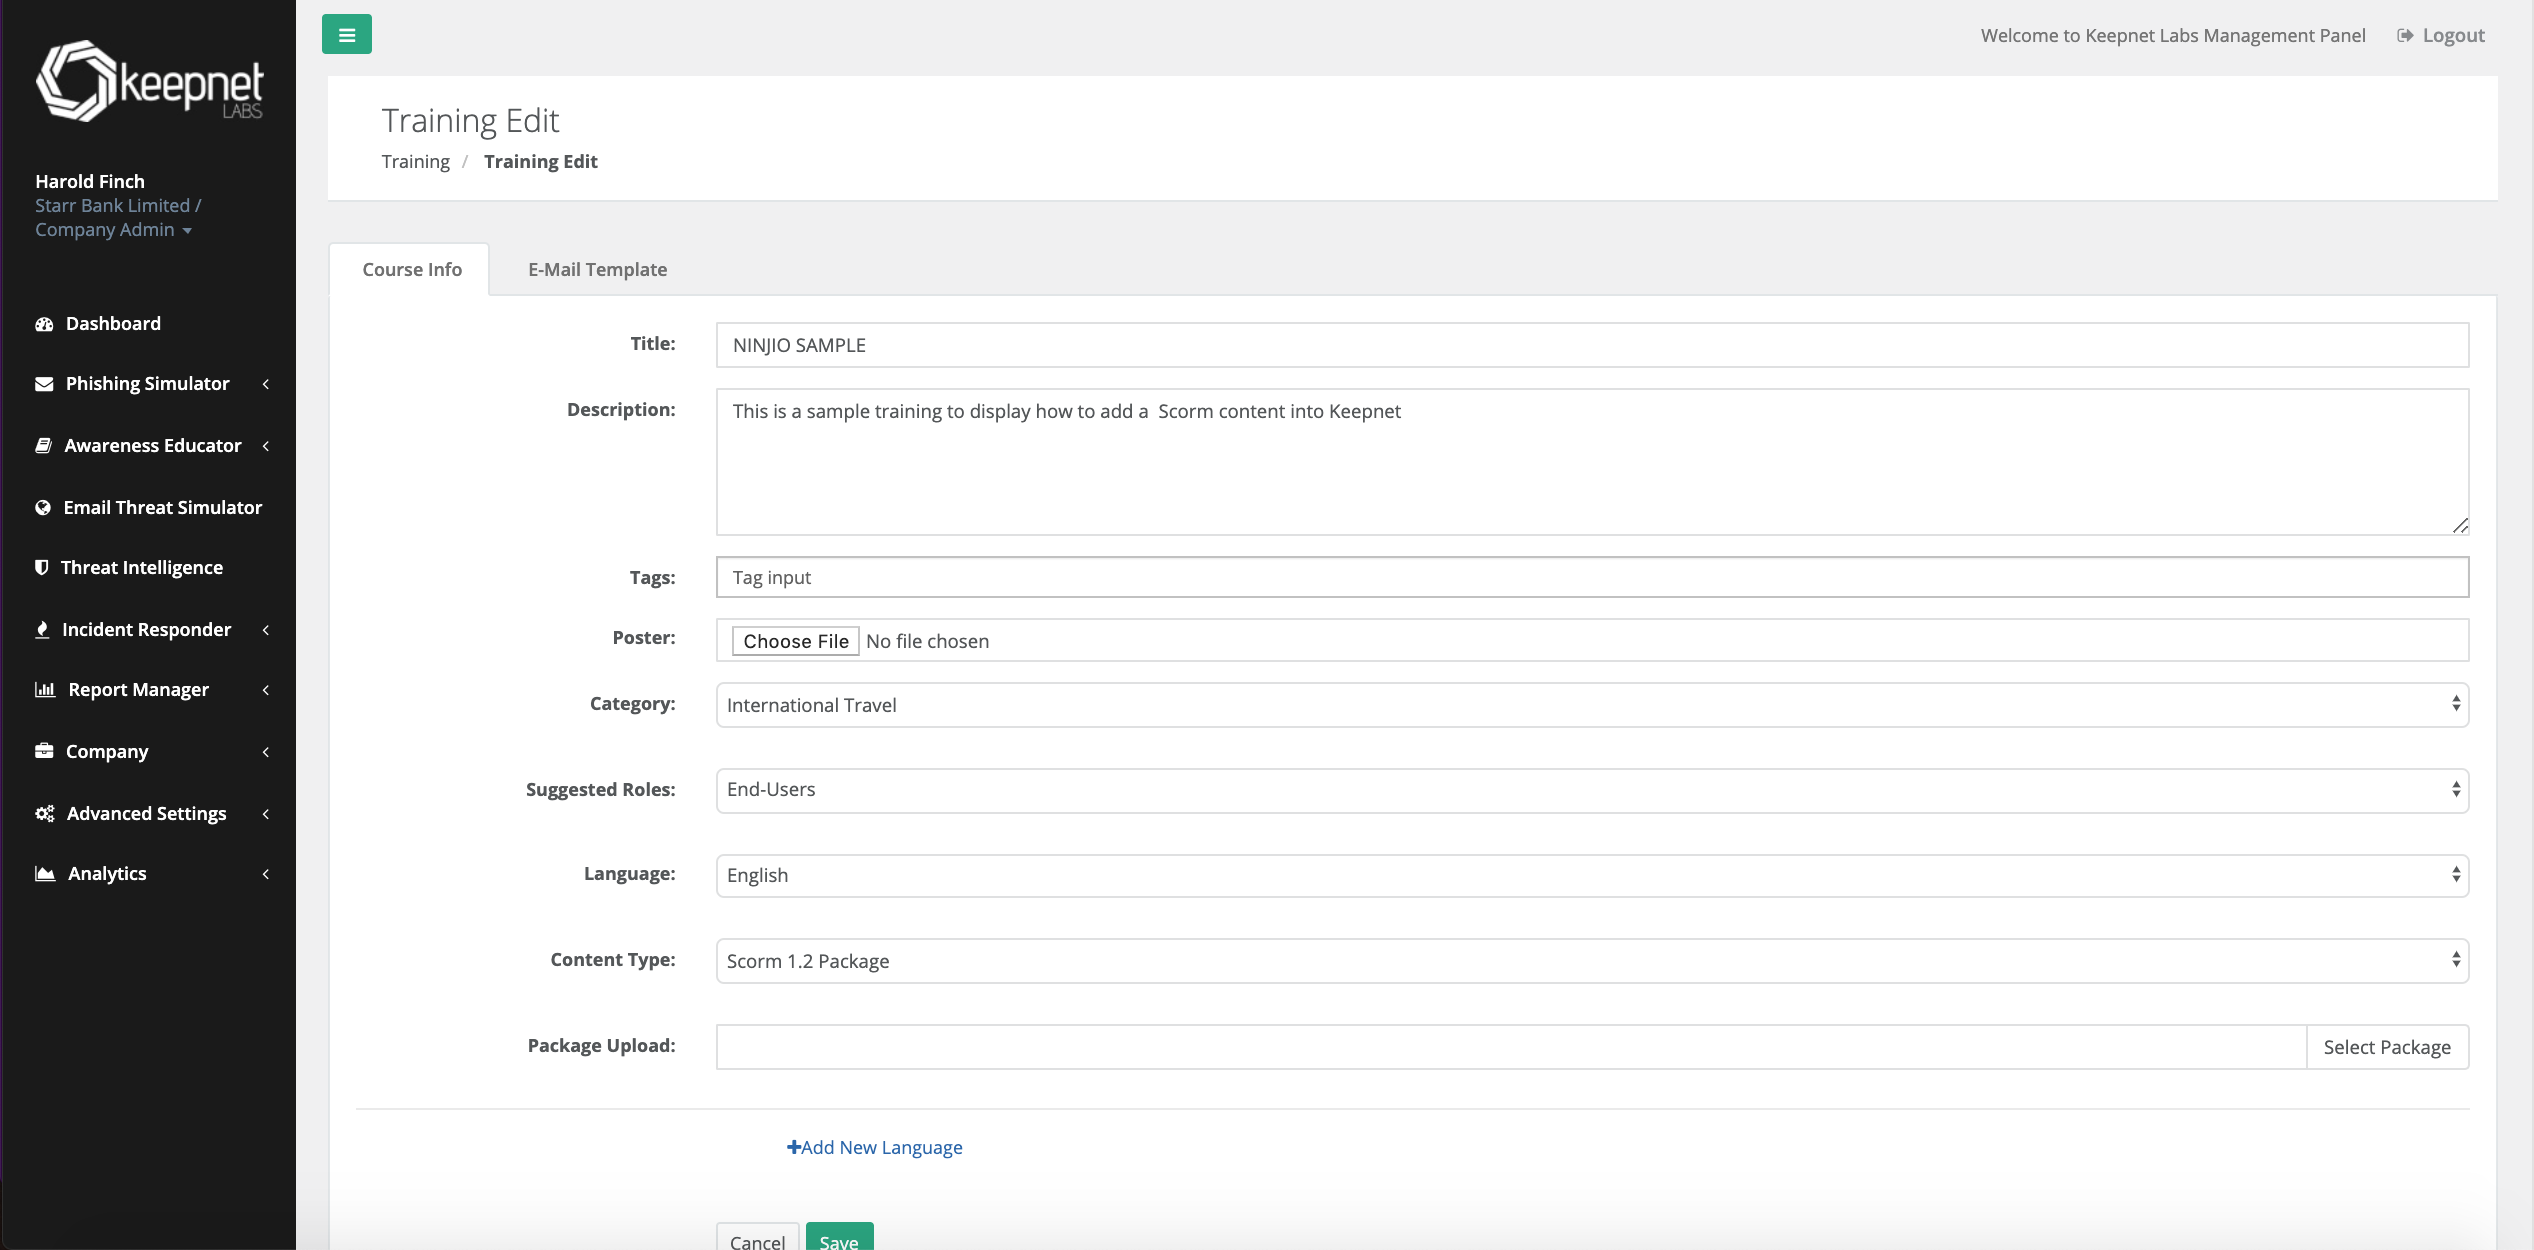 keepnet
LABS
Harold Finch
Starr Bank Limited /
Company Admin
Dashboard
Phishing Simulator
Awareness Educator
Email Threat Simulator
Threat Intelligence
Incident Responder
Report Manager
Company
Advanced Settings
Analytics
Welcome to Keepnet Labs Management Panel
Logout
Training Edit
Training / Training Edit
Course Info
E-Mail Template
Title:
NINJIO SAMPLE
Description:
This is a sample training to display how to add a  Scorm content into Keepnet
Tags:
Tag input
Poster:
Choose File No file chosen
Category:
International Travel
Suggested Roles:
End-Users
Language:
English
Content Type:
Scorm 1.2 Package
Package Upload:
Select Package
+Add New Language
Cancel
Save